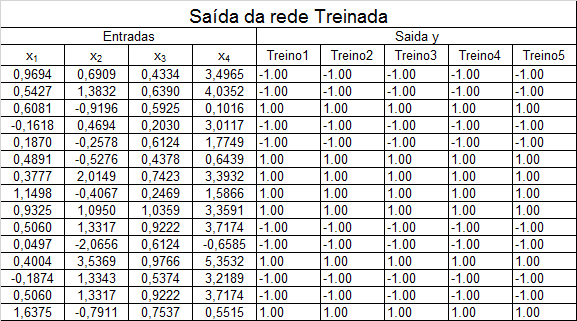 Saída da rede Treinada
Entradas Saida y
x1 x2 x3 x4 Treino1 Treino2 Treino3 Treino4 Treino5
0,9694 0,6909 0,4334 3,4965 -1.00 -1.00 -1.00 -1.00 -1.00
0,5427 1,3832 0,6390 4,0352 -1.00 -1.00 -1.00 -1.00 -1.00
0,6081 -0,9196 0,5925 0,1016 1.00 1.00 1.00 1.00 1.00
-0,1618 0,4694 0,2030 3,0117 -1.00 -1.00 -1.00 -1.00 -1.00
0,1870 -0,2578 0,6124 1,7749 -1.00 -1.00 -1.00 -1.00 -1.00
0,4891 -0,5276 0,4378 0,6439 1.00 1.00 1.00 1.00 1.00
0,3777 2,0149 0,7423 3,3932 1.00 1.00 1.00 1.00 1.00
1,1498 -0,4067 0,2469 1,5866 1.00 1.00 1.00 1.00 1.00
0,9325 1,0950 1,0359 3,3591 1.00 1.00 1.00 1.00 1.00
0,5060 1,3317 0,9222 3,7174 -1.00 -1.00 -1.00 -1.00 -1.00
0,0497 -2,0656 0,6124 -0,6585 -1.00 -1.00 -1.00 -1.00 -1.00
0,4004 3,5369 0,9766 5,3532 1.00 1.00 1.00 1.00 1.00
-0,1874 1,3343 0,5374 3,2189 -1.00 -1.00 -1.00 -1.00 -1.00
0,5060 1,3317 0,9222 3,7174 -1.00 -1.00 -1.00 -1.00 -1.00
1,6375 -0,7911 0,7537 0,5515 1.00 1.00 1.00 1.00 1.00